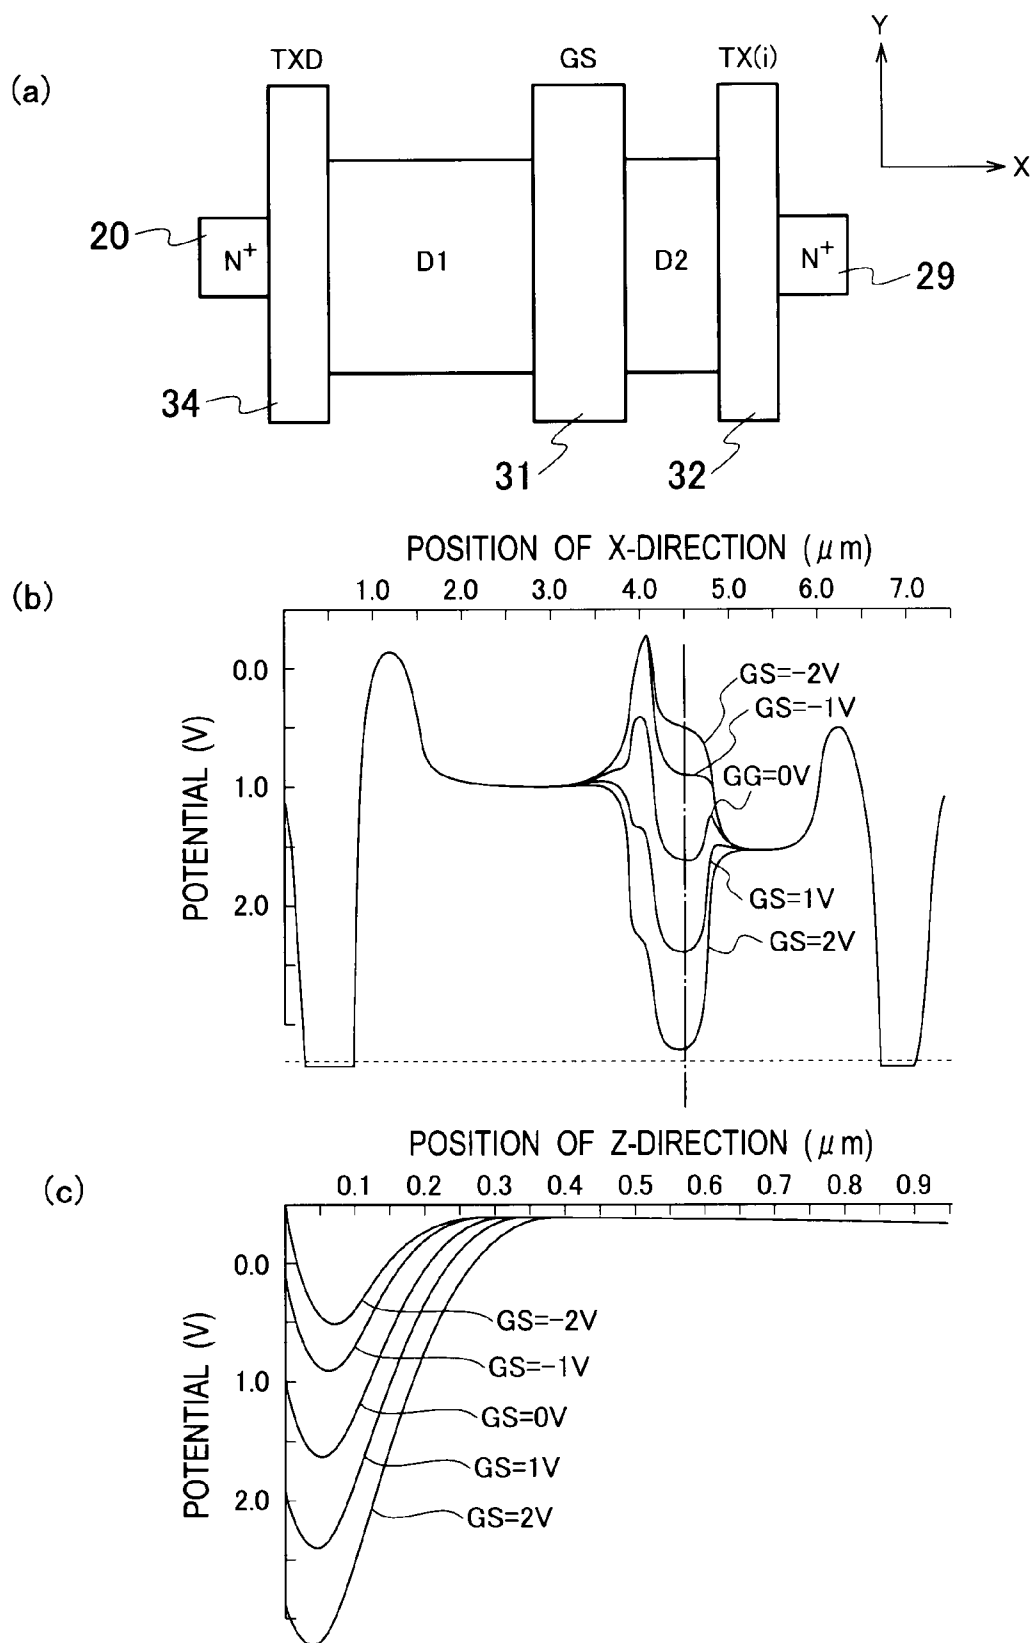 (a)
TXD GS TX(i)
Y
X
20
N+ D1 D2 N+
29
34
31
32
POSITION OF X-DIRECTION (μm)
(b)
1.0 2.0 3.0 4.0 5.0 6.0 7.0
POTENTIAL (V)
0.0
1.0
2.0
GS=-2V
GS=-1V
GG=0V
GS=1V
GS=2V
POSITION OF Z-DIRECTION (μm)
(c)
0.1 0.2 0.3 0.4 0.5 0.6 0.7 0.8 0.9
POTENTIAL (V)
0.0
1.0
2.0
GS=-2V
GS=-1V
GS=0V
GS=1V
GS=2V